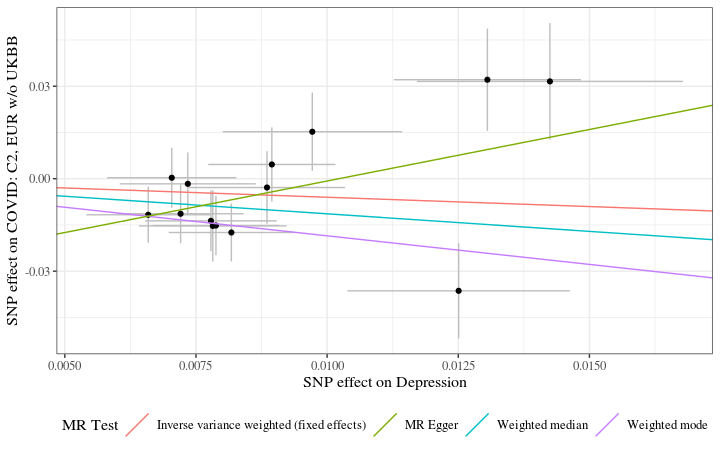 SNP effect on COVID: C2, EUR w/o UKBB
0.03
0.00
-0.03
0.0050 0.0075 0.0100 0.0125 0.0150
SNP effect on Depression
MR Test Inverse variance weighted (fixed effects) MR Egger Weighted median Weighted mode